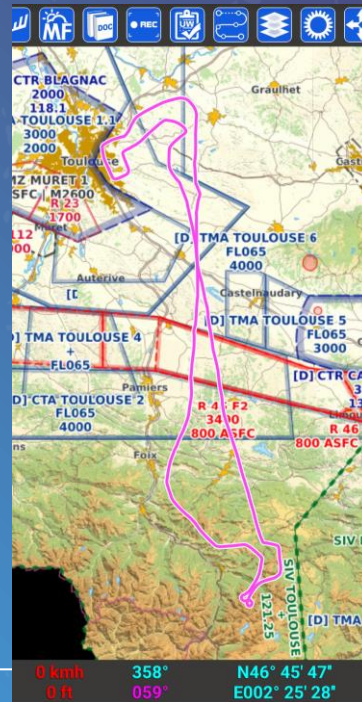 MF
DOC
REC
UW
CTR BLAGNAC
2000
118.1
TOULOUSE 1.1
3000
2000
Graulhet
Toulouse
MZ MURET 1
SFC | M2600
R 23
1700
Muret
[D] TMA TOULOUSE 6
FL065
4000
Auterive
Castelnaudary
[D
D] TMA TOULOUSE 5
FL065
3000
] TMA TOULOUSE 4
+
FL065
[D] CTR CA
D] CTA TOULOUSE 2
FL065
4000
Pamiers
3400
800 ASFC
R 46
800 ASFC
Foix
SIV TOULOUSE
+
121.25
SIV
[D] TMA
0 kmh
358°
N46° 45' 47"
0 ft
059°
E002° 25' 28"